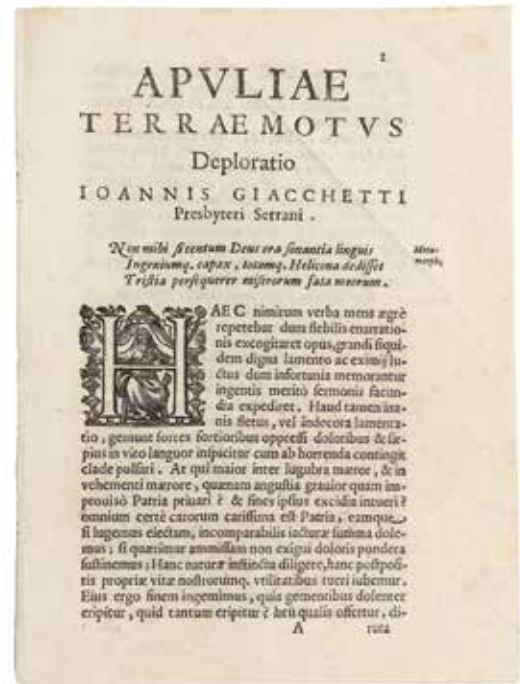 1
APVLIAE
TERRAEMOTVS
Deploratio
IOANNIS GIACCHETTI
Presbyteri Serrani.
Non mihi si centum Deus ora sonantia linguis
Ingeniumq. capax, totumq. Helicona dedisset
Tristia persequerer miserorum fata meorum.
Meta-
morph.
HAEC nimirum verba mens ægrè
repetebat dum flebilis enarratio-
nis excogitaret opus, grandi siqui-
dem digna lamento ac eximij lu-
ctus dum infortunia memorantur
ingentis meritò sermonis facun-
dia expediret. Haud tamen ina-
nis fletus, vel indecora lamenta-
tio, gemunt fortes fortioribus oppressi doloribus & sæ-
pius in viro languor inspicitur cum ab horrenda contingit
clade pulsari. At qui maior inter lugubra mæror, & in
vehementi mærore, quænam angustia grauior quam im-
prouisò Patria priuari? & fines ipsius excidia intueri?
omnium certè carorum carissima est Patria, eamque,
si lugemus electam, incomparabilis iacturæ summa dole-
mus; si quærimus amissam non exigui doloris pondera
sustinemus; Hanc naturæ instinctu diligere, hanc postposi-
tis propriæ vitæ nostrorumq. vtilitatibus tueri iubemur.
Eius ergo finem ingemimus, quia gementibus dolenter
eripitur, quid tantum eripitur? heù qualis offertur, di-
A
ruta